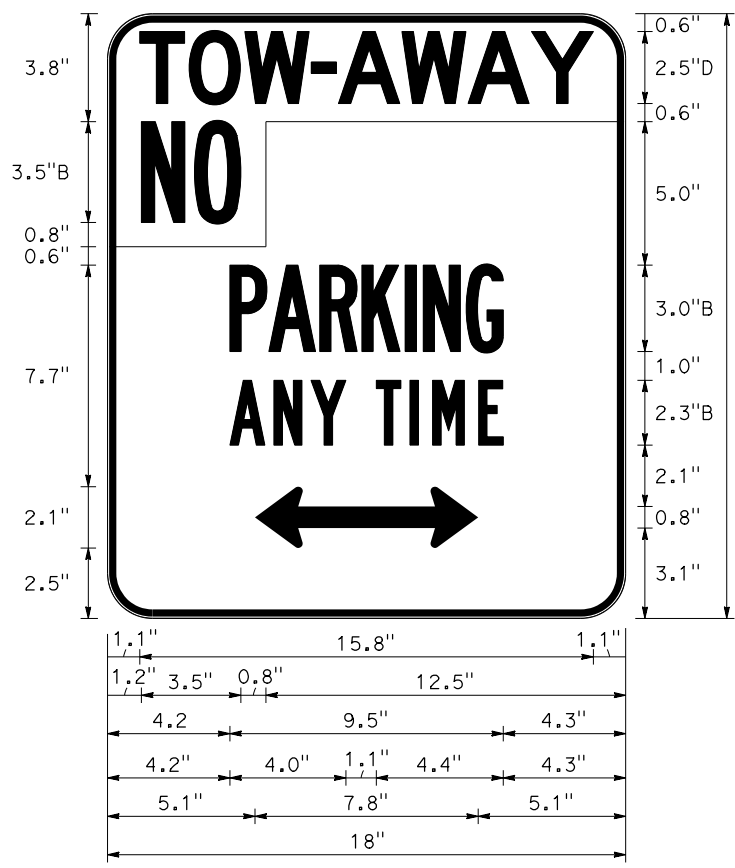 TOW-AWAY
NO
PARKING
ANY TIME
3.8"
3.5"B
0.8"
0.6"
7.7"
2.1"
2.5"
0.6"
2.5"D
0.6"
5.0"
3.0"B
1.0"
2.3"B
2.1"
0.8"
3.1"
1.1" 15.8" 1.1"
1.2" 3.5" 0.8" 12.5"
4.2 9.5" 4.3"
4.2" 4.0" 1.1" 4.4" 4.3"
5.1" 7.8" 5.1"
18"